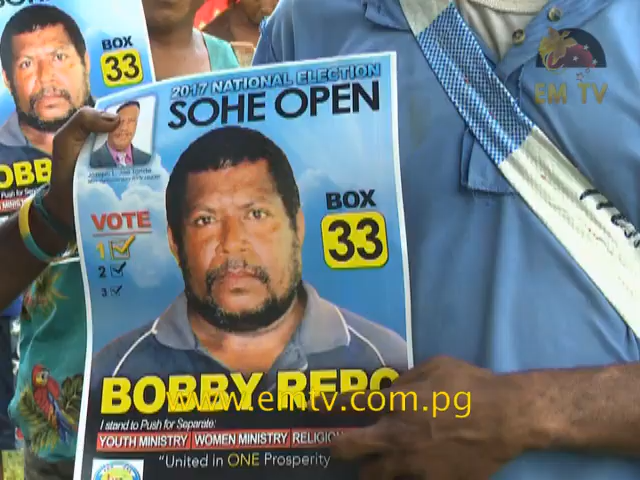 BOX
33
EM TV
2017 NATIONAL ELECTION
SOHE OPEN
VOTE
1
2
3
BOX
33
BOBBY REPO
www.emtv.com.pg
I stand to Push for Separate:
YOUTH MINISTRY WOMEN MINISTRY RELIGIO
"United in ONE Prosperity